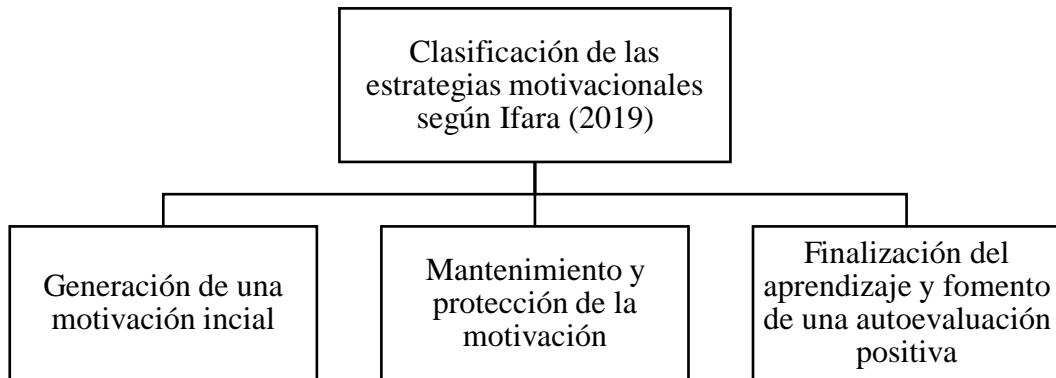 Clasificación de las
estrategias motivacionales
según Ifara (2019)
Generación de una
motivación incial
Mantenimiento y
protección de la
motivación
Finalización del
aprendizaje y fomento
de una autoevaluación
positiva